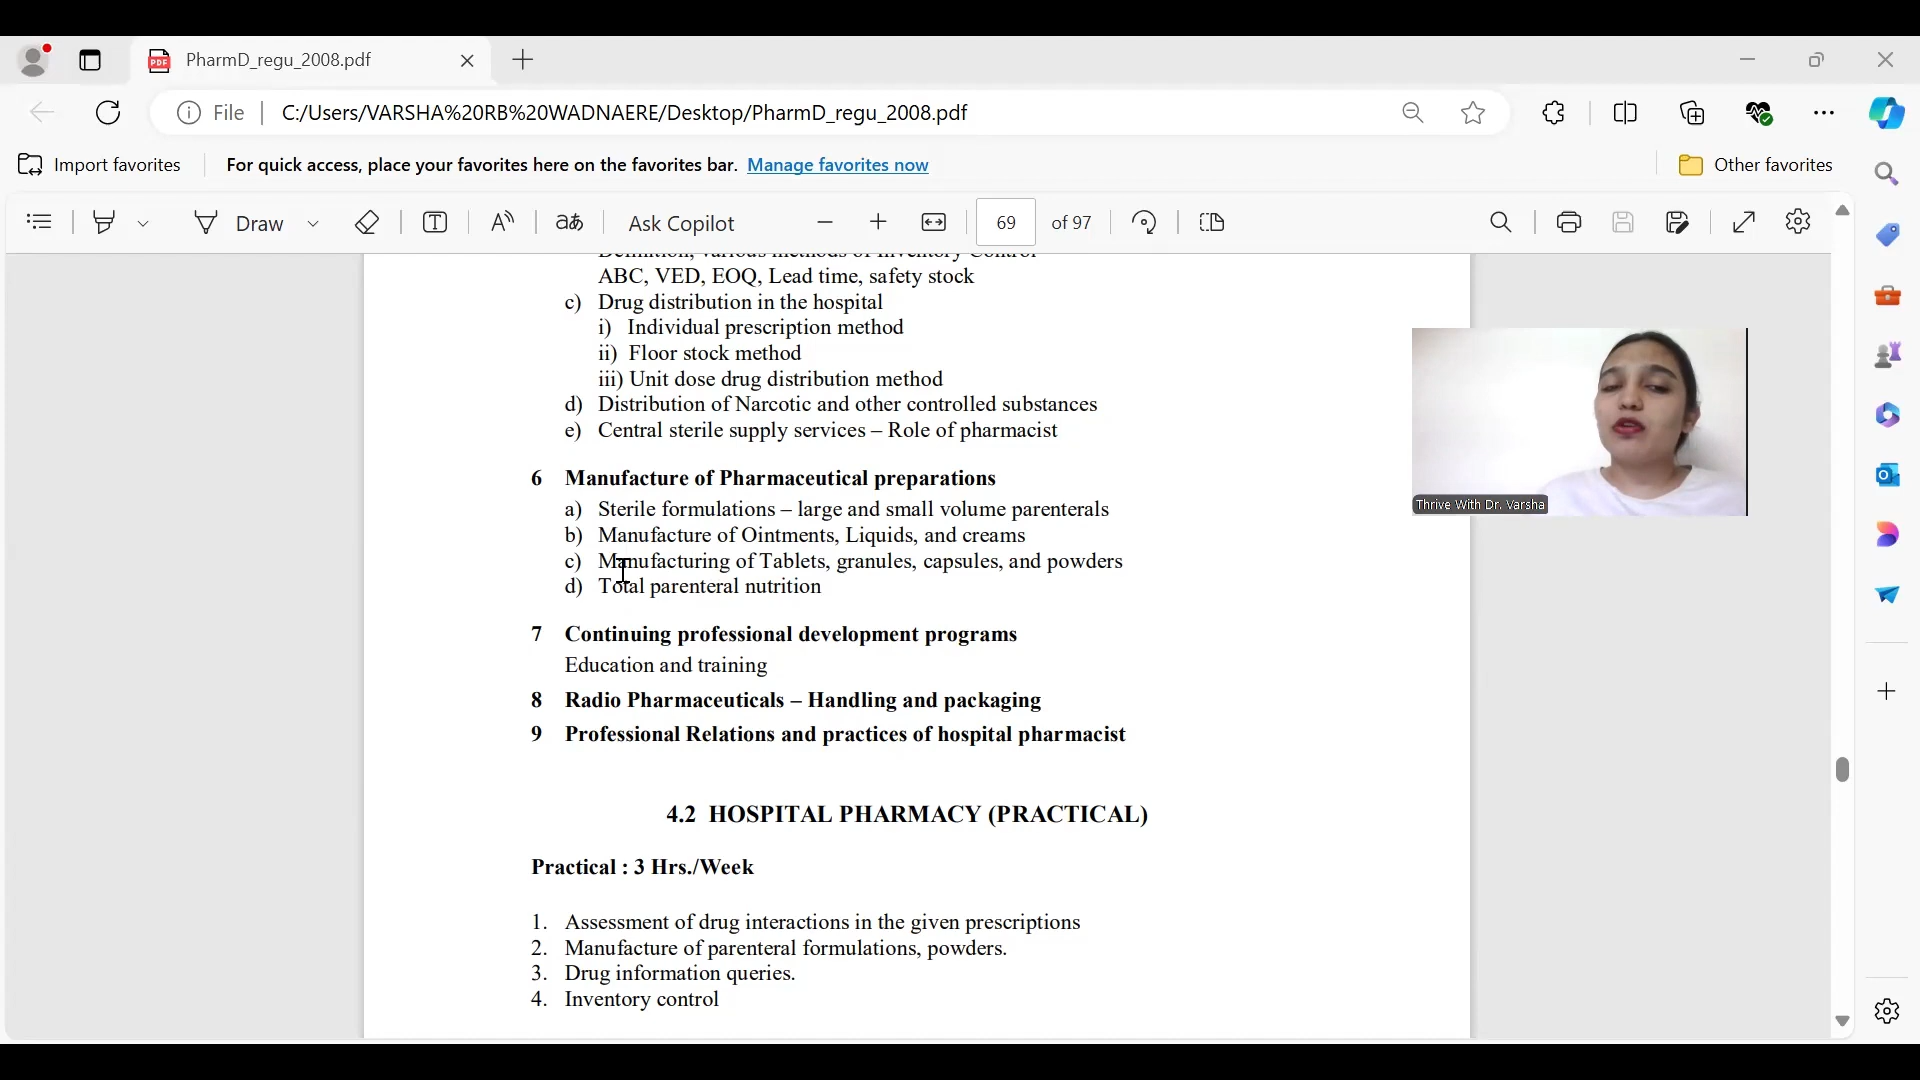 PharmD_regu_2008.pdf
File
C:/Users/VARSHA%20RB%20WADNAERE/Desktop/PharmD_regu_2008.pdf
Import favorites
For quick access, place your favorites here on the favorites bar. Manage favorites now
Other favorites
Draw
aあ
Ask Copilot
69 of 97
Definition, various methods of Inventory Control
ABC, VED, EOQ, Lead time, safety stock
c) Drug distribution in the hospital
i) Individual prescription method
ii) Floor stock method
iii) Unit dose drug distribution method
d) Distribution of Narcotic and other controlled substances
e) Central sterile supply services – Role of pharmacist
6 Manufacture of Pharmaceutical preparations
a) Sterile formulations – large and small volume parenterals
b) Manufacture of Ointments, Liquids, and creams
c) Manufacturing of Tablets, granules, capsules, and powders
d) Total parenteral nutrition
7 Continuing professional development programs
Education and training
8 Radio Pharmaceuticals – Handling and packaging
9 Professional Relations and practices of hospital pharmacist
4.2 HOSPITAL PHARMACY (PRACTICAL)
Practical : 3 Hrs./Week
1. Assessment of drug interactions in the given prescriptions
2. Manufacture of parenteral formulations, powders.
3. Drug information queries.
4. Inventory control
Thrive With Dr. Varsha